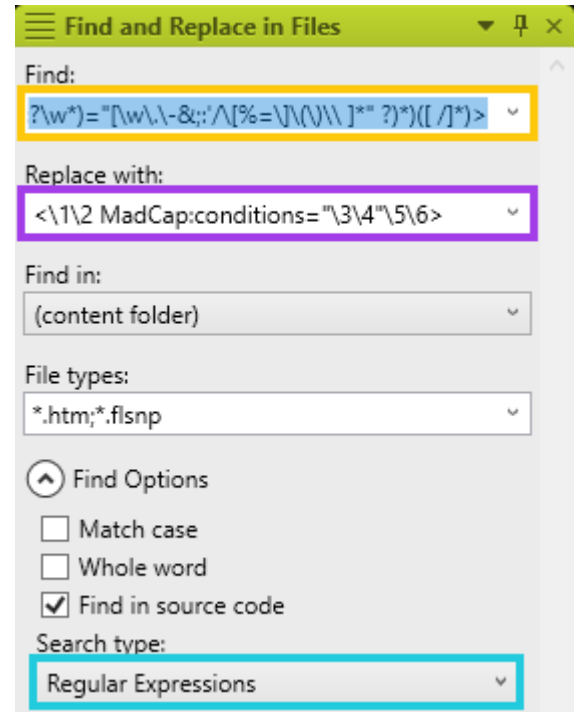 Find and Replace in Files
Find:
?\w*)="[\w\.\-&;:'/\[%=\]\(\)\\ ]*" ?)*)([ /]*)>
Replace with:
<\1\2 MadCap:conditions="\3\4"\5\6>
Find in:
(content folder)
File types:
*.htm;*.flsnp
Find Options
Match case
Whole word
Find in source code
Search type:
Regular Expressions